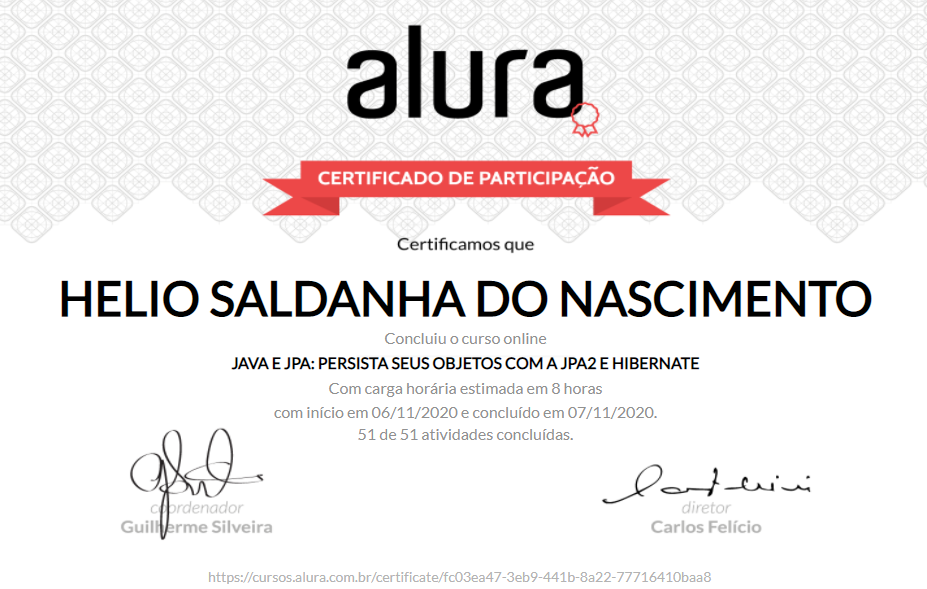 alura
CERTIFICADO DE PARTICIPAÇÃO
Certificamos que
HELIO SALDANHA DO NASCIMENTO
Concluiu o curso online
JAVA E JPA: PERSISTA SEUS OBJETOS COM A JPA2 E HIBERNATE
Com carga horária estimada em 8 horas
com início em 06/11/2020 e concluído em 07/11/2020.
51 de 51 atividades concluídas.
coordenador
Guilherme Silveira
diretor
Carlos Felício
https://cursos.alura.com.br/certificate/fc03ea47-3eb9-441b-8a22-77716410baa8